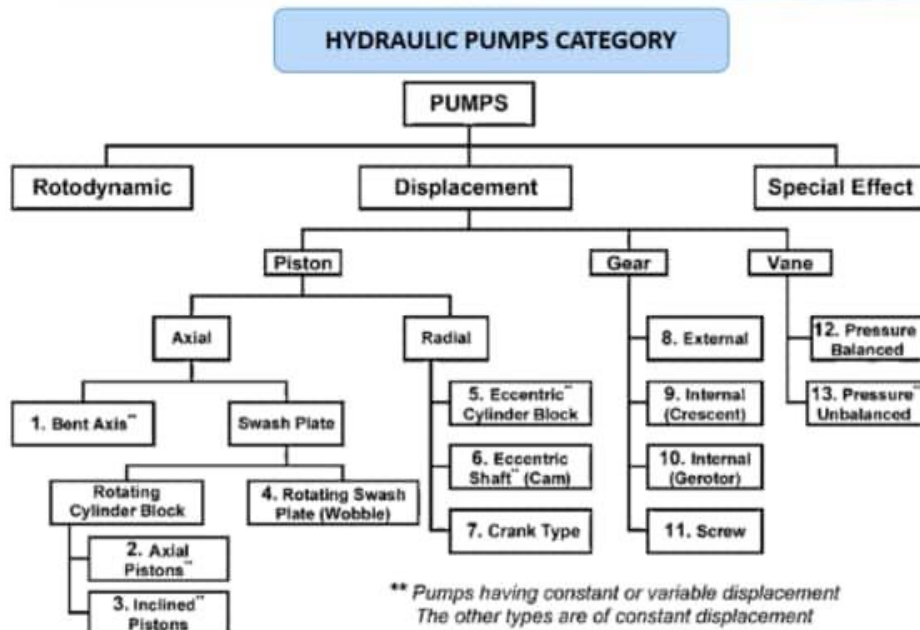 HYDRAULIC PUMPS CATEGORY
PUMPS
Rotodynamic
Displacement
Special Effect
Piston
Gear
Vane
Axial
Radial
1. Bent Axis**
Swash Plate
Rotating
Cylinder Block
4. Rotating Swash
Plate (Wobble)
2. Axial
Pistons**
3. Inclined**
Pistons
5. Eccentric**
Cylinder Block
6. Eccentric
Shaft** (Cam)
7. Crank Type
8. External
9. Internal
(Crescent)
10. Internal
(Gerotor)
11. Screw
12. Pressure
Balanced
13. Pressure**
Unbalanced
** Pumps having constant or variable displacement
The other types are of constant displacement